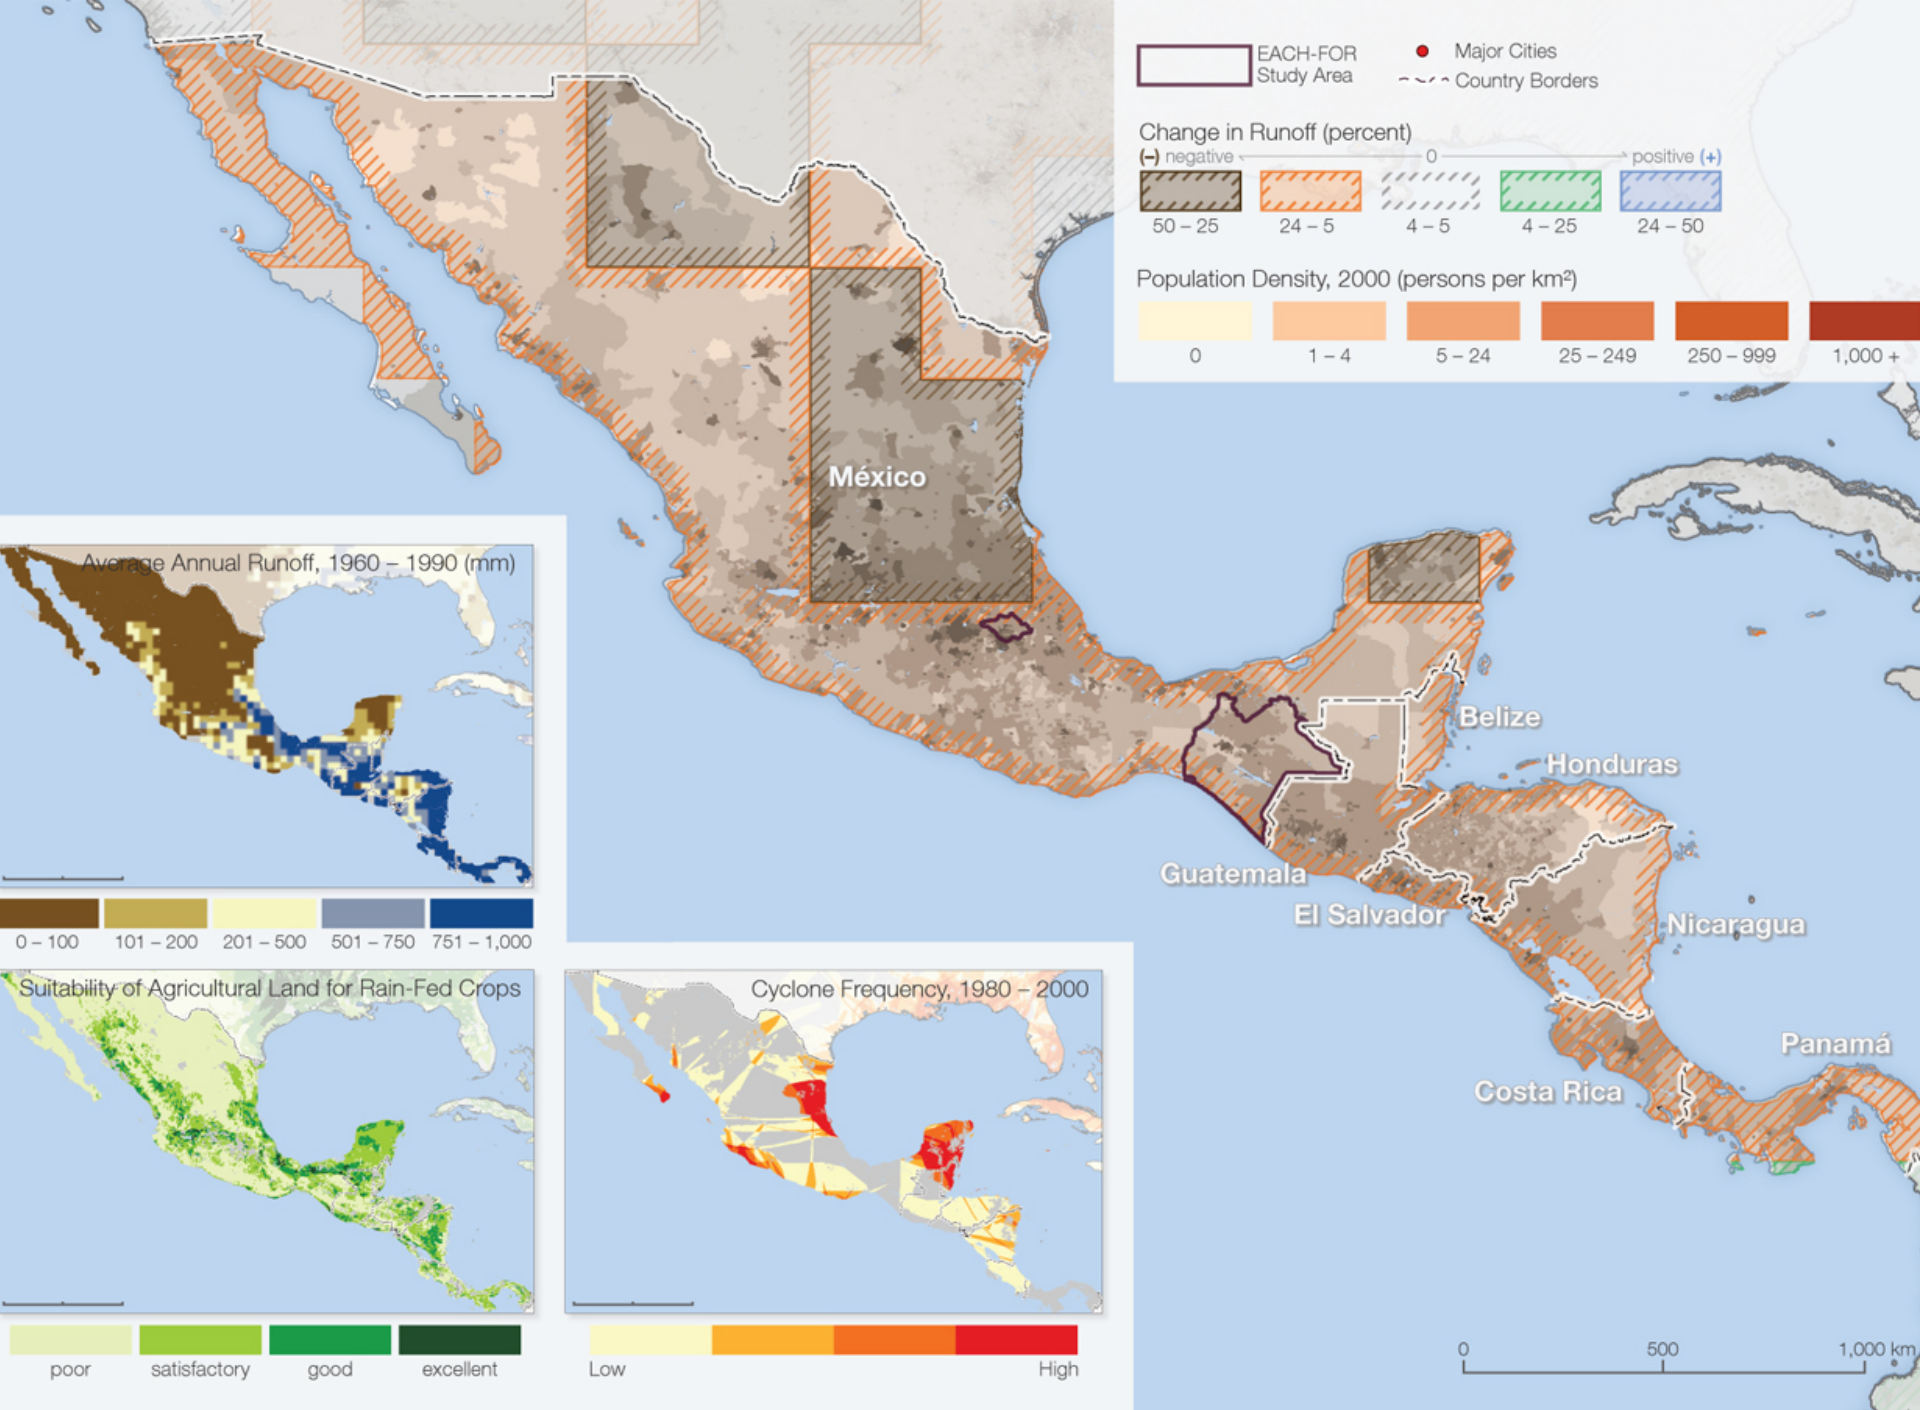 EACH-FOR
Study Area
Major Cities
Country Borders
Change in Runoff (percent)
(–) negative 0 positive (+)
50 – 25 24 – 5 4 – 5 4 – 25 24 – 50
Population Density, 2000 (persons per km²)
0 1 – 4 5 – 24 25 – 249 250 – 999 1,000 +
México
Belize
Honduras
Guatemala
El Salvador
Nicaragua
Panamá
Costa Rica
Average Annual Runoff, 1960 – 1990 (mm)
0 – 100 101 – 200 201 – 500 501 – 750 751 – 1,000
Suitability of Agricultural Land for Rain-Fed Crops
poor satisfactory good excellent
Cyclone Frequency, 1980 – 2000
Low High
0 500 1,000 km